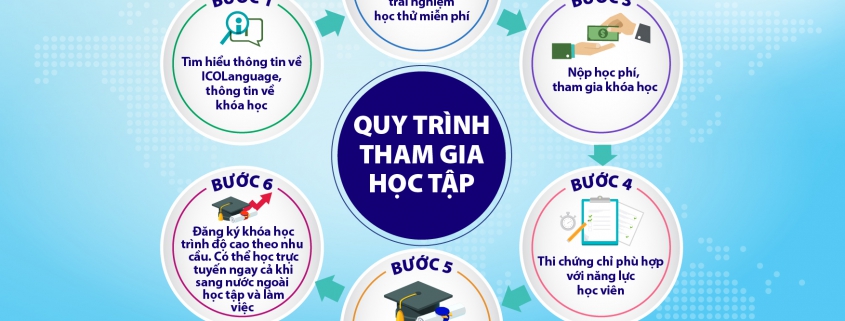 BƯỚC 1
Tìm hiểu thông tin về
ICOLanguage,
thông tin về
khóa học
trải nghiệm
học thử miễn phí
BƯỚC 3
Nộp học phí,
tham gia khóa học
QUY TRÌNH
THAM GIA
HỌC TẬP
BƯỚC 4
Thi chứng chỉ phù hợp
với năng lực
học viên
BƯỚC 5
BƯỚC 6
Đăng ký khóa học
trình độ cao theo nhu
cầu. Có thể học trực
tuyến ngay cả khi
sang nước ngoài
học tập và làm
việc